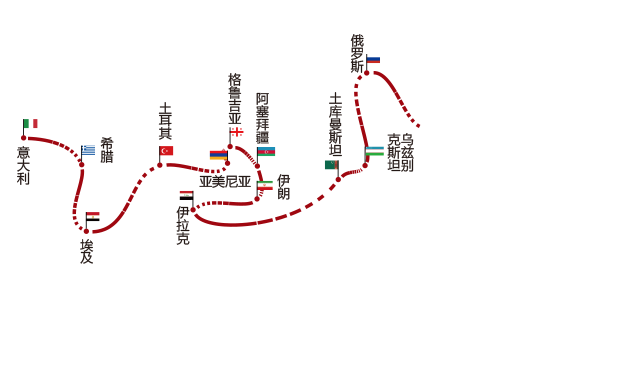 意大利
希腊
埃及
土耳其
亚美尼亚
格鲁吉亚
阿塞拜疆
伊朗
伊拉克
土库曼斯坦
乌兹别
克斯坦
俄罗斯